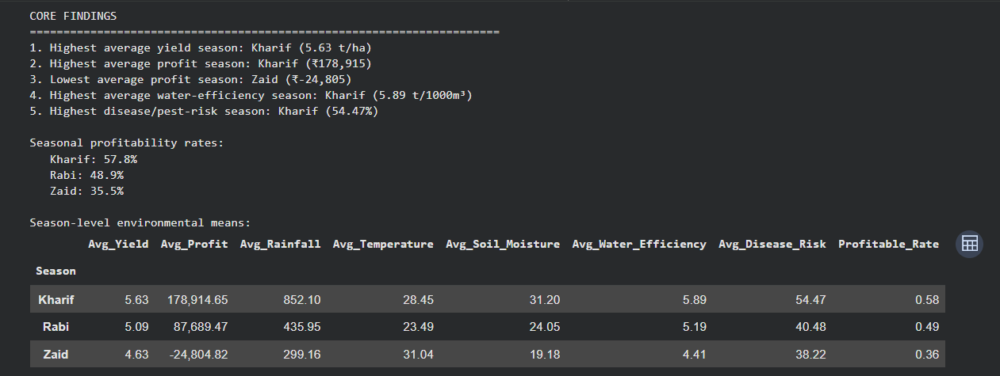 CORE FINDINGS
======================================================================
1. Highest average yield season: Kharif (5.63 t/ha)
2. Highest average profit season: Kharif (₹178,915)
3. Lowest average profit season: Zaid (₹-24,805)
4. Highest average water-efficiency season: Kharif (5.89 t/1000m³)
5. Highest disease/pest-risk season: Kharif (54.47%)
Seasonal profitability rates:
Kharif: 57.8%
Rabi: 48.9%
Zaid: 35.5%
Season-level environmental means:
Avg_Yield Avg_Profit Avg_Rainfall Avg_Temperature Avg_Soil_Moisture Avg_Water_Efficiency Avg_Disease_Risk Profitable_Rate
Season
Kharif 5.63 178,914.65 852.10 28.45 31.20 5.89 54.47 0.58
Rabi 5.09 87,689.47 435.95 23.49 24.05 5.19 40.48 0.49
Zaid 4.63 -24,804.82 299.16 31.04 19.18 4.41 38.22 0.36